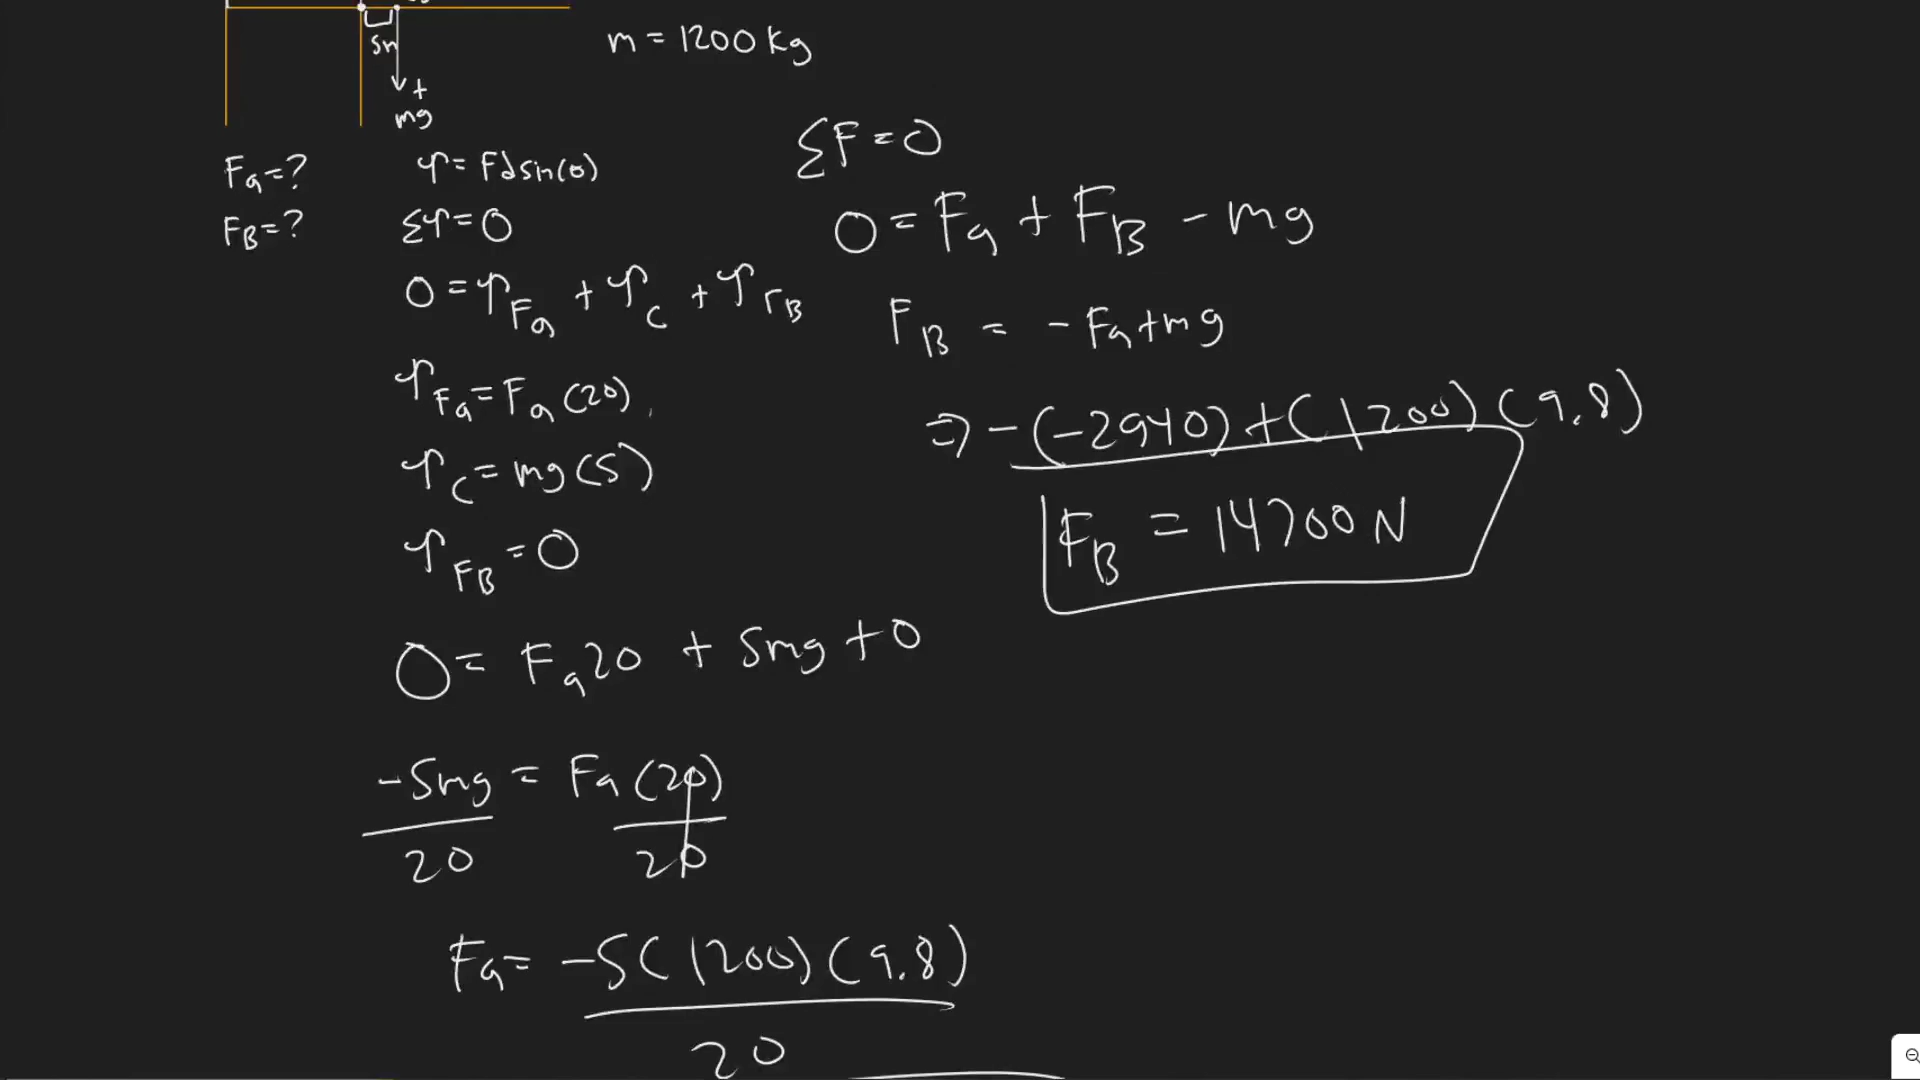 5m
m = 1200 kg
+
mg
Fa = ?
FB = ?
τ = Fd sin(θ)
Στ = 0
0 = τFa + τC + τFB
τFa = Fa (20)
τC = mg (5)
τFB = 0
0 = Fa20 + 5mg + 0
-5mg = Fa (20)
20 20
Fa = -5 (1200) (9.8)
20
ΣF = 0
0 = Fa + FB - mg
FB = - Fa + mg
⇒ - (-2940) + (1200) (9.8)
FB = 14700 N